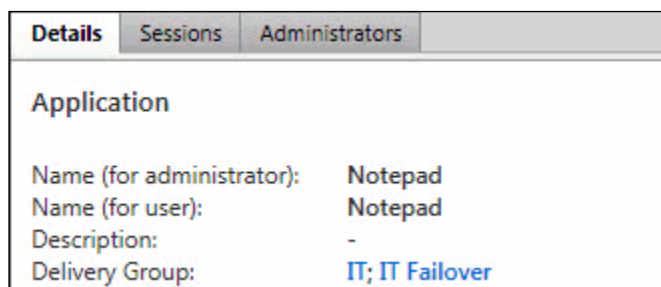 Details Sessions Administrators
Application
Name (for administrator): Notepad
Name (for user): Notepad
Description: -
Delivery Group: IT; IT Failover